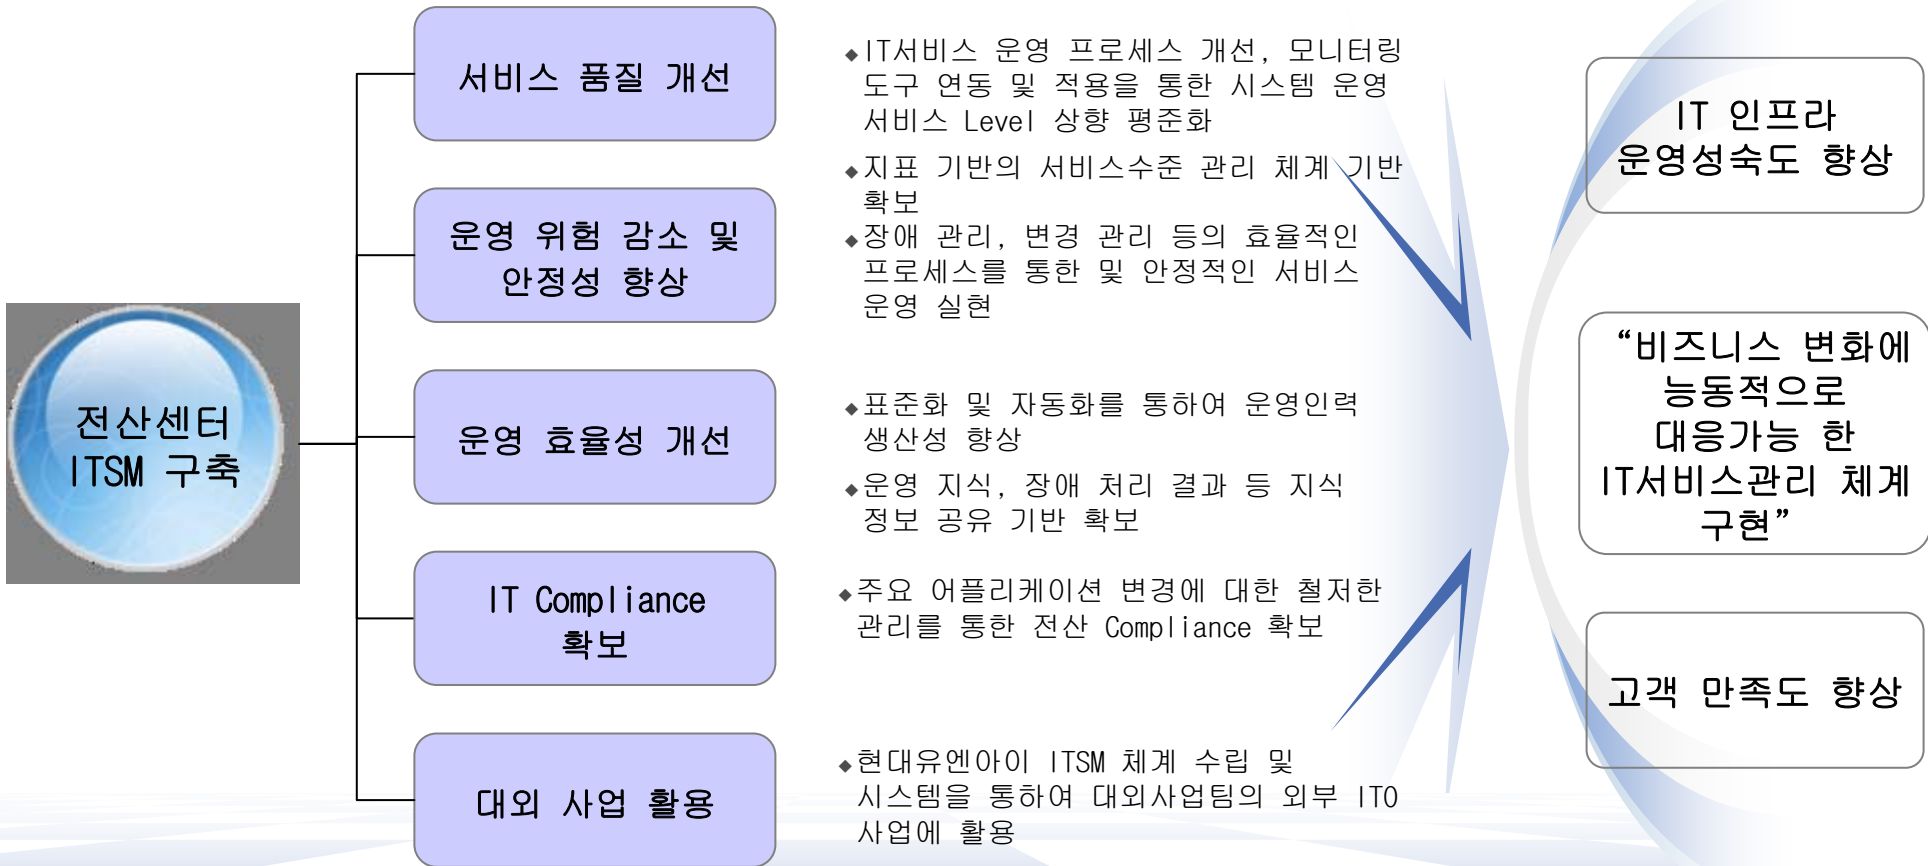 전산센터
ITSM 구축
서비스 품질 개선
◆IT서비스 운영 프로세스 개선, 모니터링
도구 연동 및 적용을 통한 시스템 운영
서비스 Level 상향 평준화
◆지표 기반의 서비스수준 관리 체계 기반
확보
운영 위험 감소 및
안정성 향상
◆장애 관리, 변경 관리 등의 효율적인
프로세스를 통한 및 안정적인 서비스
운영 실현
운영 효율성 개선
◆표준화 및 자동화를 통하여 운영인력
생산성 향상
◆운영 지식, 장애 처리 결과 등 지식
정보 공유 기반 확보
IT Compliance
확보
◆주요 어플리케이션 변경에 대한 철저한
관리를 통한 전산 Compliance 확보
대외 사업 활용
◆현대유엔아이 ITSM 체계 수립 및
시스템을 통하여 대외사업팀의 외부 ITO
사업에 활용
IT 인프라
운영성숙도 향상
“비즈니스 변화에
능동적으로
대응가능 한
IT서비스관리 체계
구현”
고객 만족도 향상